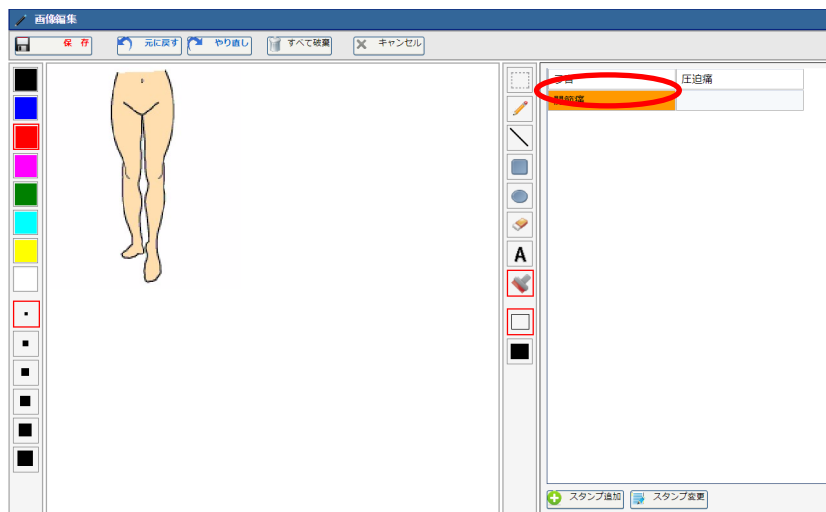 画像編集
保 存 元に戻す やり直し すべて破棄 キャンセル
圧迫痛
関節痛
A
スタンプ追加 スタンプ変更